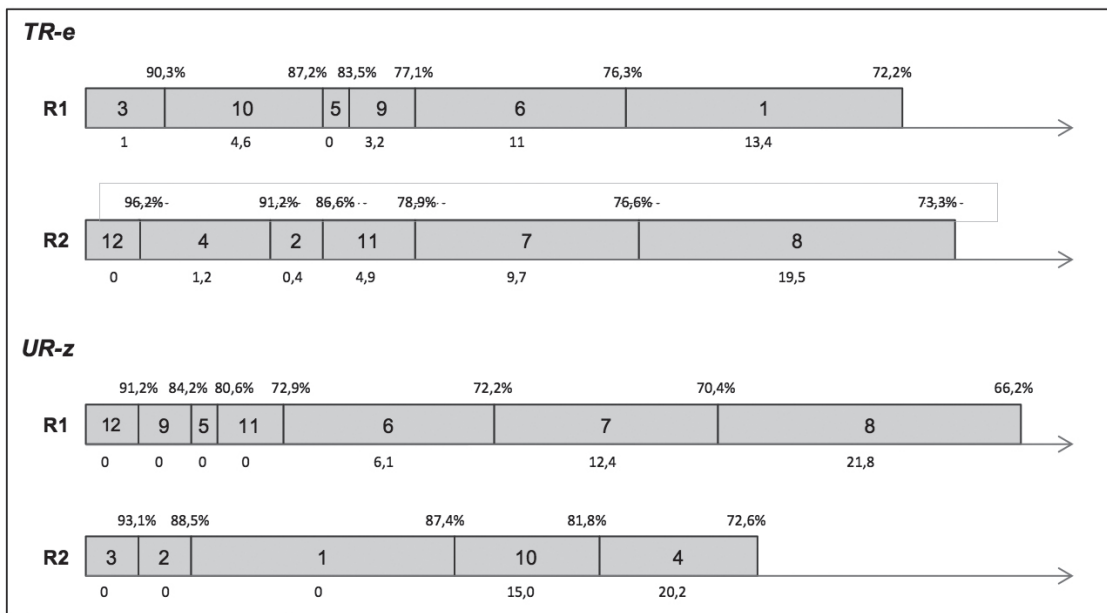 TR-e
90,3% 87,2% 83,5% 77,1% 76,3% 72,2%
R1 3 10 5 9 6 1
1 4,6 0 3,2 11 13,4
96,2% - 91,2% - 86,6% - - 78,9% - - 76,6% - 73,3% -
R2 12 4 2 11 7 8
0 1,2 0,4 4,9 9,7 19,5
UR-z
91,2% 84,2% 80,6% 72,9% 72,2% 70,4% 66,2%
R1 12 9 5 11 6 7 8
0 0 0 0 6,1 12,4 21,8
93,1% 88,5% 87,4% 81,8% 72,6%
R2 3 2 1 10 4
0 0 0 15,0 20,2